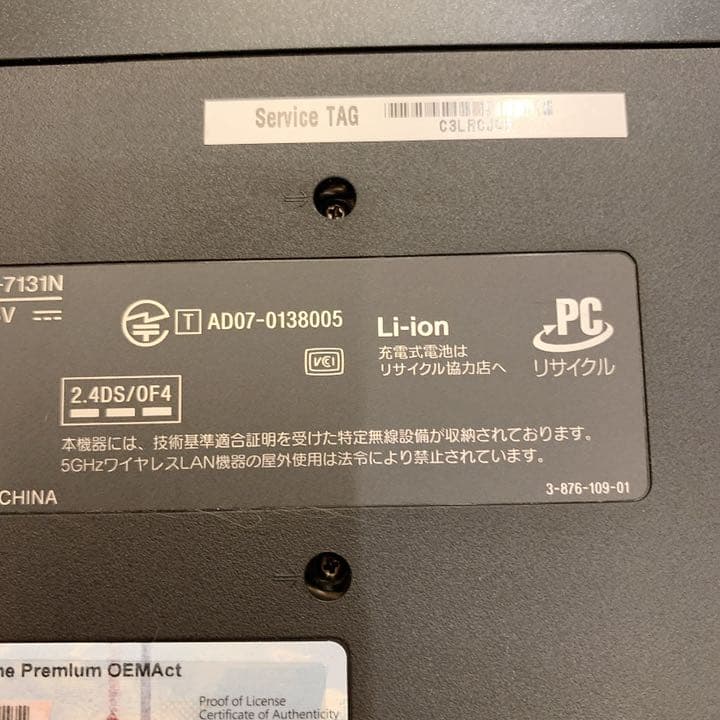 Service TAG
-7131N
V
T AD07-0138005
Li-ion
充電式電池は
リサイクル協力店へ
PC
リサイクル
VCI
2.4DS/OF4
本機器には、技術基準適合証明を受けた特定無線設備が収納されております。
5GHzワイヤレスLAN機器の屋外使用は法令により禁止されています。
CHINA
3-876-109-01
me Premium OEMAct
Proof of License
Certificate of Authenticity